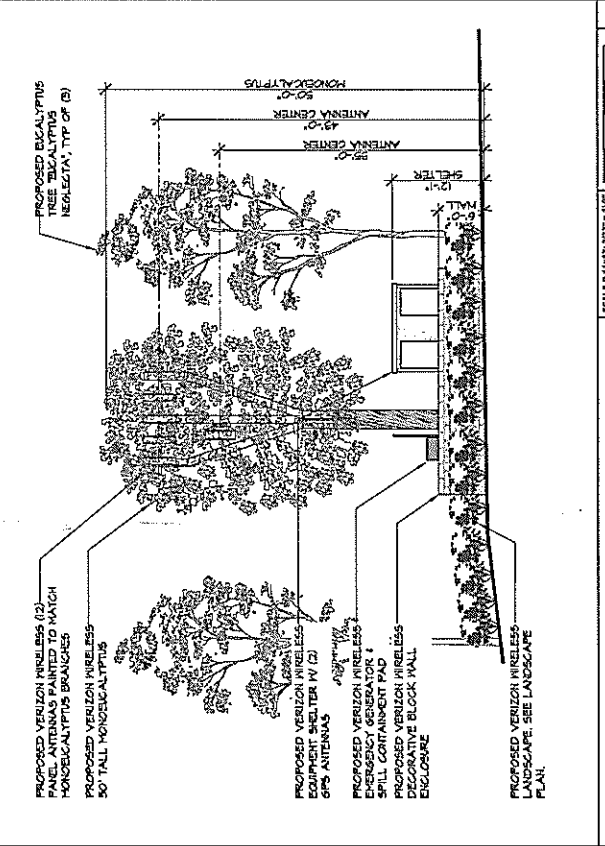 PROPOSED VERIZON WIRELESS (12)
PANEL ANTENNAS PAINTED TO MATCH
MONOEUCALYPTUS BRANCHES
PROPOSED VERIZON WIRELESS
50' TALL MONOEUCALYPTUS
PROPOSED VERIZON WIRELESS
EQUIPMENT SHELTER W/ (2)
GPS ANTENNAS
PROPOSED VERIZON WIRELESS
EMERGENCY GENERATOR &
SPILL CONTAINMENT PAD
PROPOSED VERIZON WIRELESS
DECORATIVE BLOCK WALL
ENCLOSURE
PROPOSED VERIZON WIRELESS
LANDSCAPE. SEE LANDSCAPE
PLAN.
PROPOSED EUCALYPTUS
TREE "EUCALYPTUS
NEGLECTA", TYP OF (3)
50'-0"
MONOEUCALYPTUS
43'-0"
ANTENNA CENTER
35'-0"
ANTENNA CENTER
12'-1"
SHELTER
6'-0"
WALL